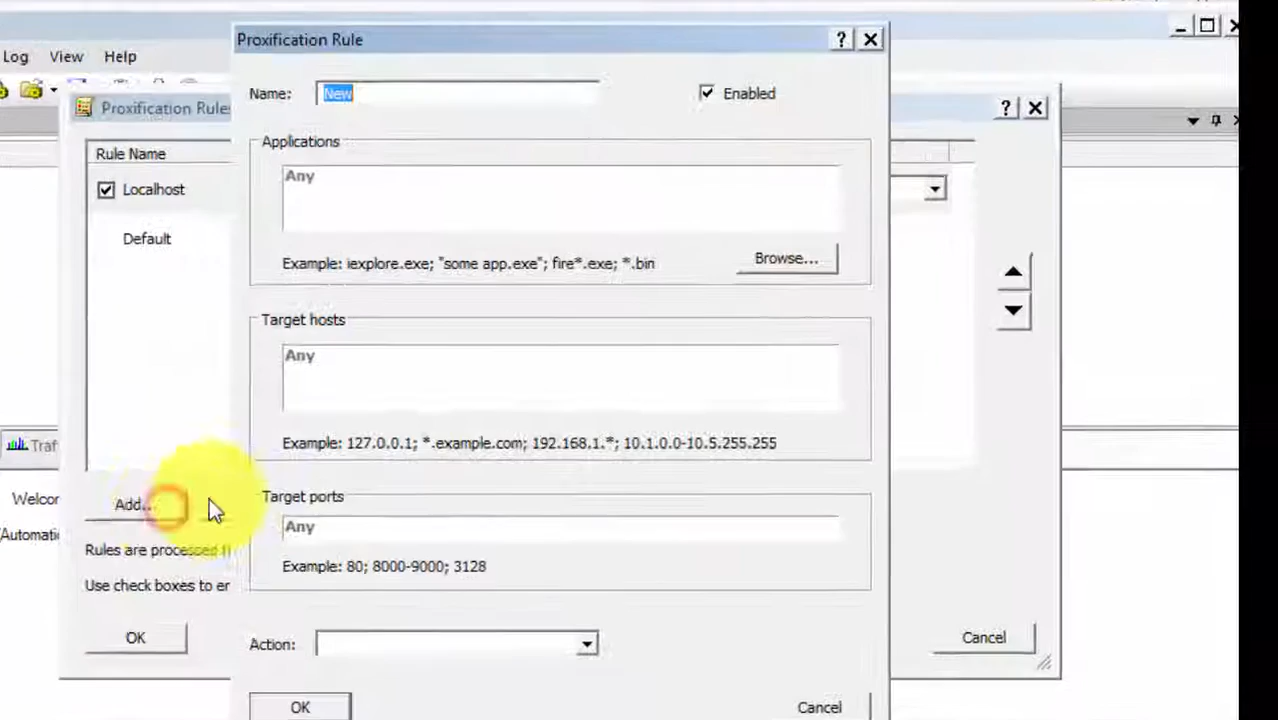 Log View Help
Proxification Rule
Name: New
Enabled
Proxification Rule
Rule Name
Localhost
Default
Applications
Any
Example: iexplore.exe; "some app.exe"; fire*.exe; *.bin
Browse...
Target hosts
Any
Example: 127.0.0.1; *.example.com; 192.168.1.*; 10.1.0.0-10.5.255.255
Traf
Target ports
Any
Example: 80; 8000-9000; 3128
Welcor
Automatic
Add...
Rules are processed
Use check boxes to er
Action:
OK
Cancel
OK
Cancel